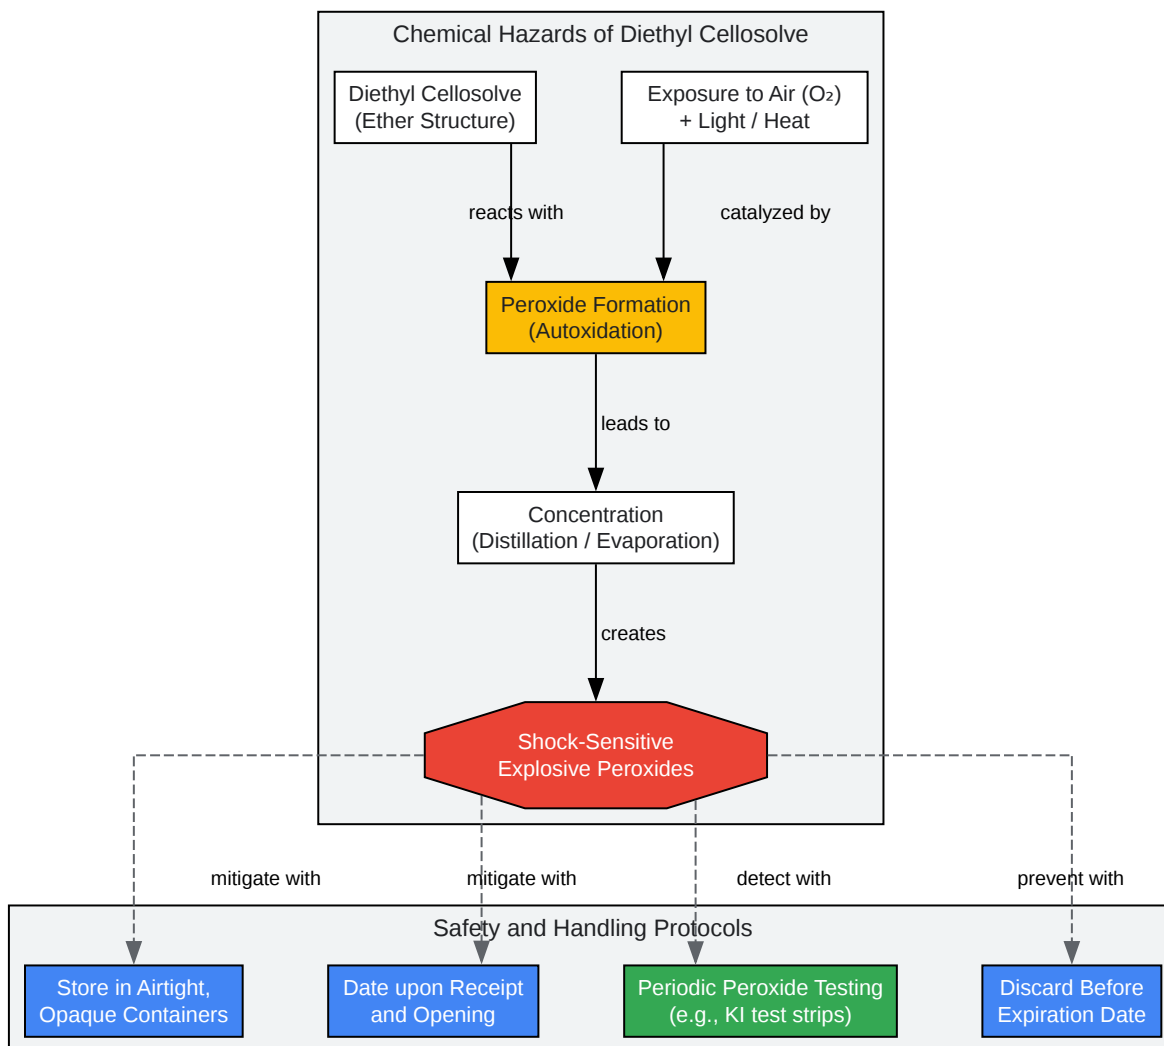 Chemical Hazards of Diethyl Cellosolve
Diethyl Cellosolve
(Ether Structure)
Exposure to Air (O₂)
+ Light / Heat
reacts with
catalyzed by
Peroxide Formation
(Autoxidation)
leads to
Concentration
(Distillation / Evaporation)
creates
Shock-Sensitive
Explosive Peroxides
mitigate with
mitigate with
detect with
prevent with
Safety and Handling Protocols
Store in Airtight,
Opaque Containers
Date upon Receipt
and Opening
Periodic Peroxide Testing
(e.g., KI test strips)
Discard Before
Expiration Date